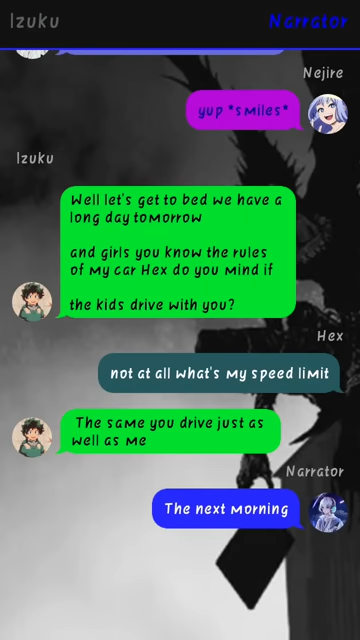 Izuku Narrator
Nejire
yup *smiles*
Izuku
Well let's get to bed we have a
long day tomorrow
and girls you know the rules
of my car Hex do you mind if
the kids drive with you?
Hex
not at all what's my speed limit
The same you drive just as
well as me
Narrator
The next morning